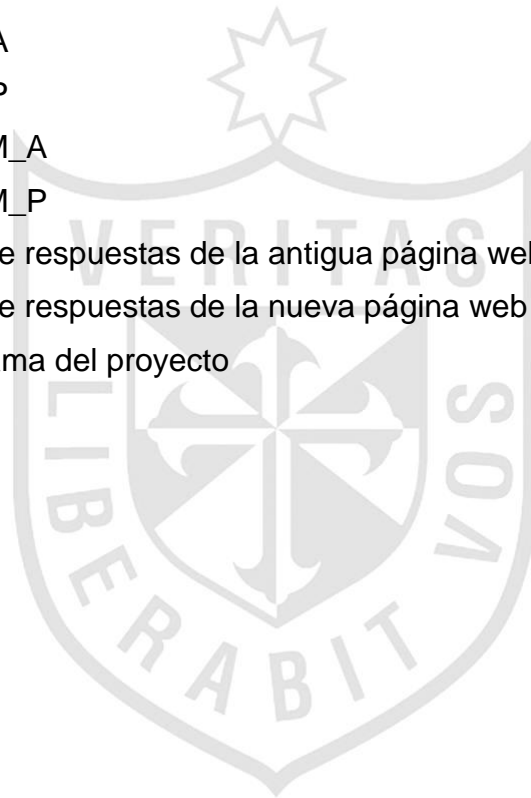 A
P
M_A
M_P
e respuestas de la antigua página web
e respuestas de la nueva página web
ma del proyecto
VERITAS
LIBERABIT
VOS